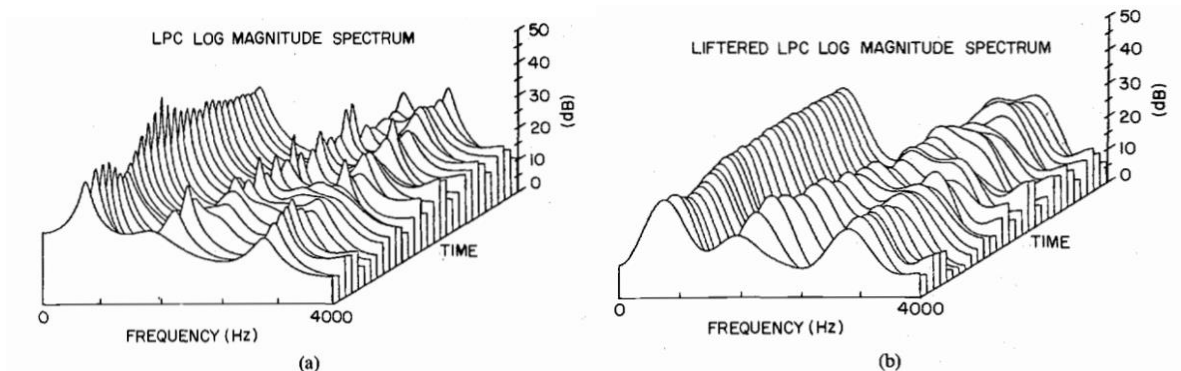 LPC LOG MAGNITUDE SPECTRUM
50
40
30
20
10
0
(dB)
TIME
0
4000
FREQUENCY (Hz)
(a)
LIFTERED LPC LOG MAGNITUDE SPECTRUM
50
40
30
20
10
0
(dB)
TIME
0
4000
FREQUENCY (Hz)
(b)